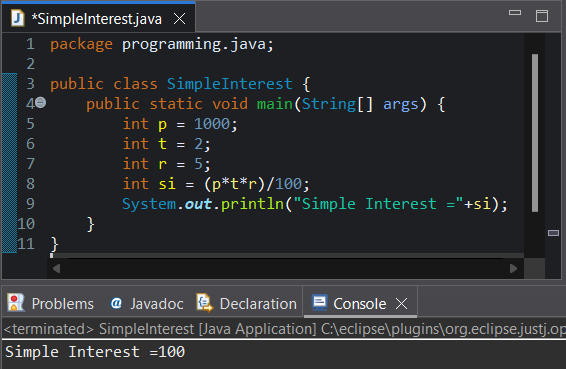 *SimpleInterest.java
1 package programming.java;
2
3 public class SimpleInterest {
4 public static void main(String[] args) {
5 int p = 1000;
6 int t = 2;
7 int r = 5;
8 int si = (p*t*r)/100;
9 System.out.println("Simple Interest ="+si);
10 }
11 }
Problems @ Javadoc Declaration Console
<terminated> SimpleInterest [Java Application] C:\eclipse\plugins\org.eclipse.justj.op
Simple Interest =100